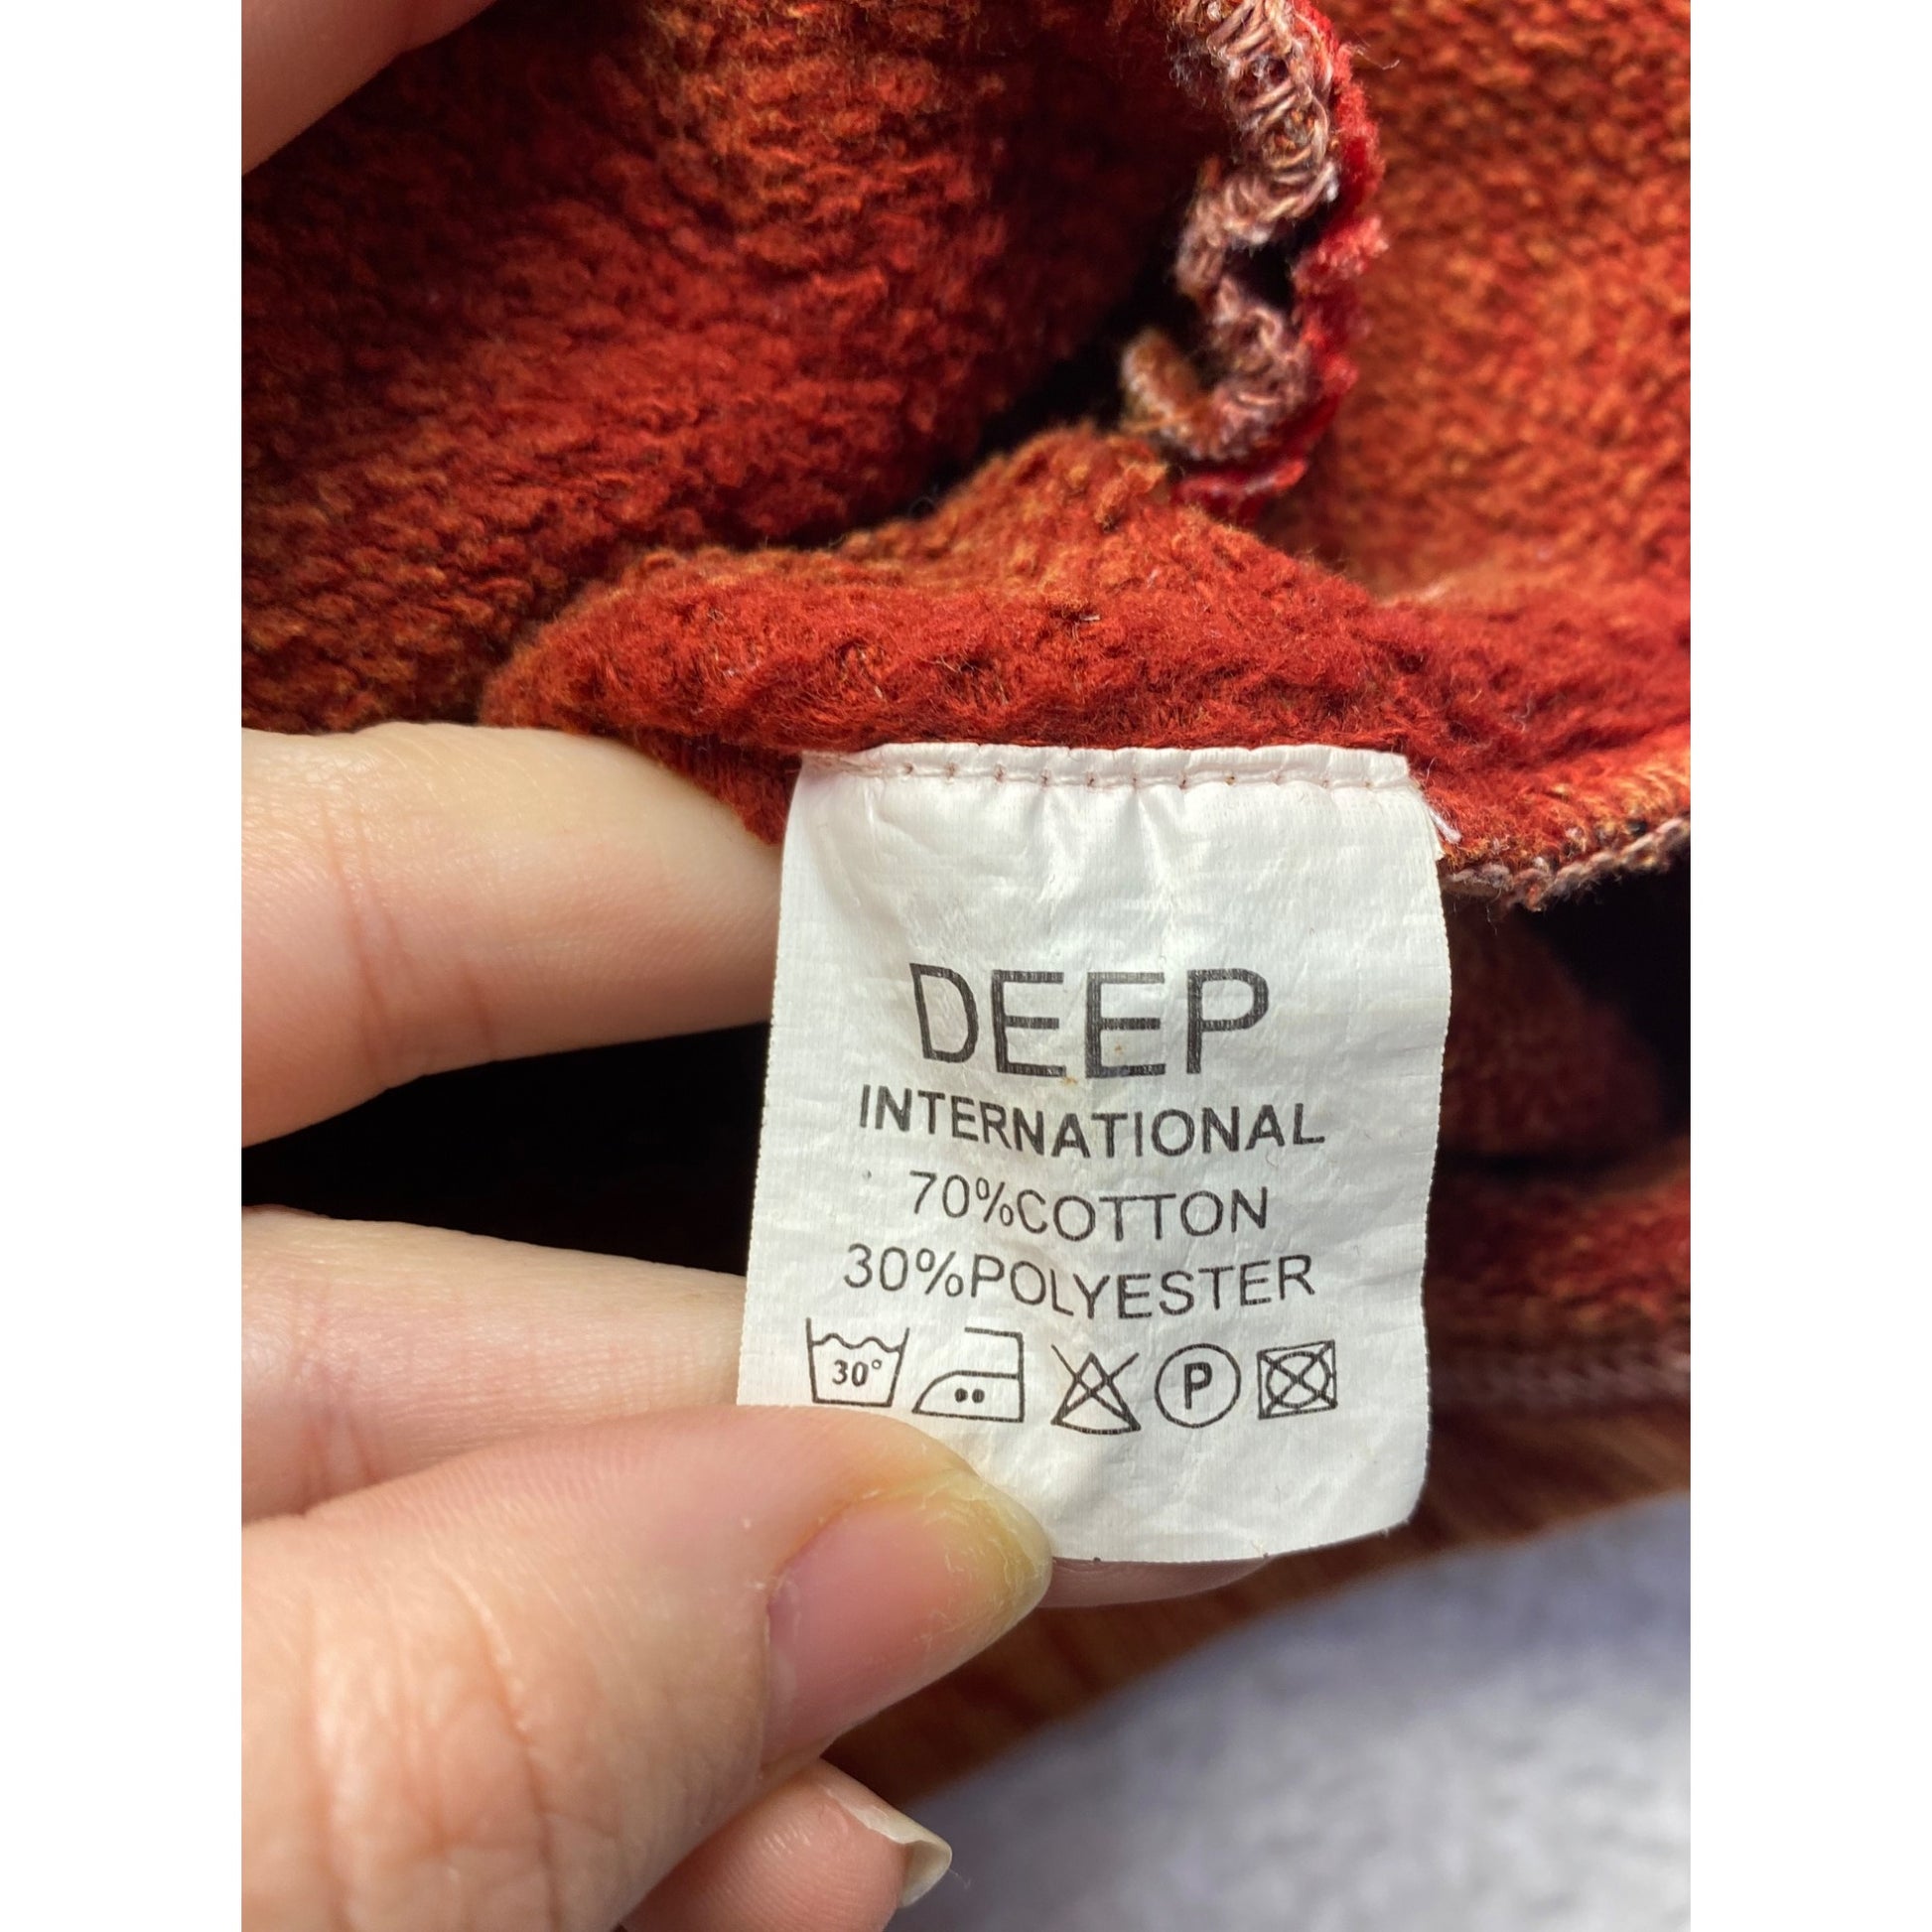 DEEP
INTERNATIONAL
70%COTTON
30%POLYESTER
30° P